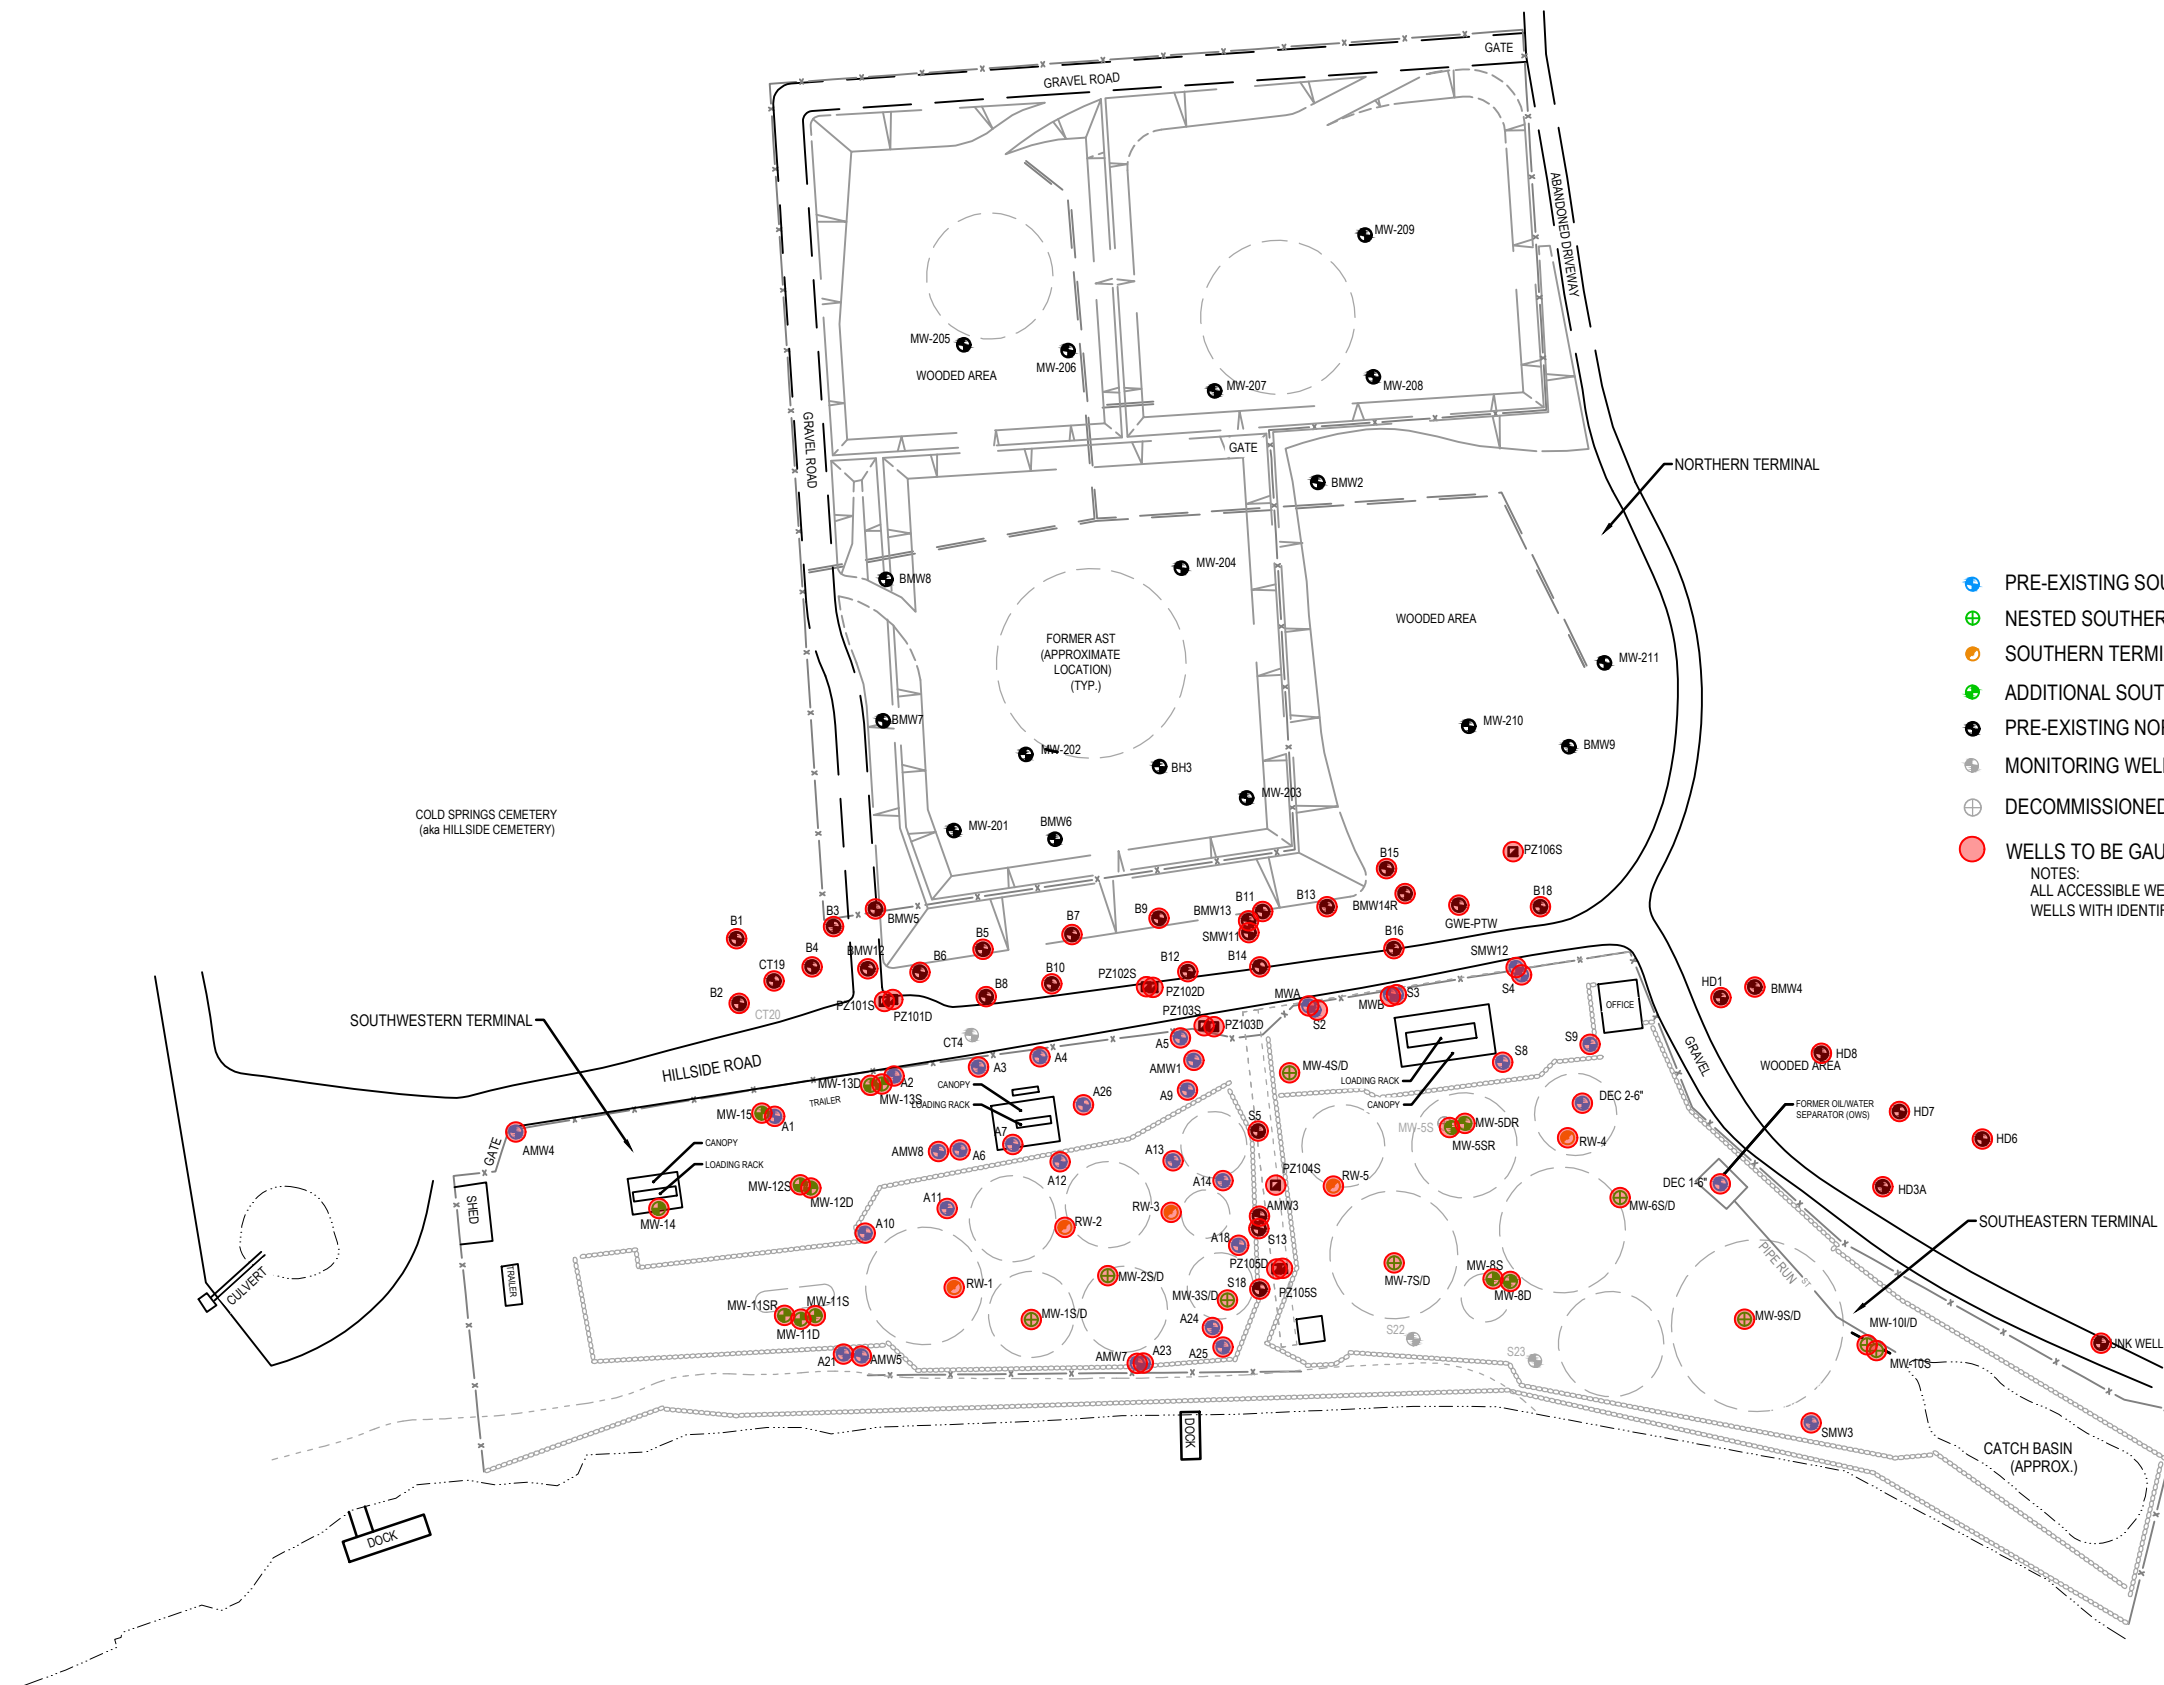 GATE
GRAVEL ROAD
ABANDONED DRIVEWAY
MW-209
MW-205
MW-206
WOODED AREA
MW-207
MW-208
GRAVEL ROAD
GATE
NORTHERN TERMINAL
BMW2
MW-204
BMW8
WOODED AREA
FORMER AST
(APPROXIMATE
LOCATION)
(TYP.)
MW-211
BMW7
MW-202
MW-210
BMW9
BH3
MW-203
MW-201
BMW6
COLD SPRINGS CEMETERY
(aka HILLSIDE CEMETERY)
PRE-EXISTING SOU
NESTED SOUTHER
SOUTHERN TERMI
ADDITIONAL SOUT
PRE-EXISTING NOR
MONITORING WELL
DECOMMISSIONED
WELLS TO BE GAU
NOTES:
ALL ACCESSIBLE WE
WELLS WITH IDENTIF
PZ106S
B15
B1
B3
BMW5
B7
B9
B11
BMW13
B13
BMW14R
GWE-PTW
B18
SMW11
B4
BMW12
B6
B5
B16
SMW12
CT19
B2
CT20
PZ101S
PZ101D
B8
B10
PZ102S
PZ102D
B12
B14
MWA
S2
MWB
S3
S4
OFFICE
HD1
BMW4
SOUTHWESTERN TERMINAL
CT4
PZ103S
PZ103D
A5
S8
S9
HILLSIDE ROAD
A3
A4
AMW1
MW-4S/D
GRAVEL
HD8
WOODED AREA
MW-13D
A2
MW-13S
TRAILER
CANOPY
LOADING RACK
A26
A9
LOADING RACK
CANOPY
DEC 2-6"
FORMER OIL/WATER
SEPARATOR (OWS)
HD7
HD6
MW-15
A1
AMW4
GATE
A7
S5
MW-5S
MW-5DR
MW-5SR
RW-4
CANOPY
LOADING RACK
AMW8
A6
A12
A13
A14
PZ104S
RW-5
DEC 1-6"
HD3A
SHED
MW-14
MW-12S
MW-12D
A11
A10
RW-2
RW-3
AMW3
S13
A18
MW-6S/D
SOUTHEASTERN TERMINAL
CULVERT
TRAILER
RW-1
MW-2S/D
PZ105D
S18
PZ105S
MW-3S/D
MW-7S/D
MW-8S
MW-8D
PIPE RUN
ST
MW-11SR
MW-11S
MW-11D
MW-1S/D
A24
A25
S22
S23
MW-9S/D
MW-10I/D
MW-10S
UNK WELL
A21
AMW5
AMW7
A23
DOCK
SMW3
CATCH BASIN
(APPROX.)
DOCK